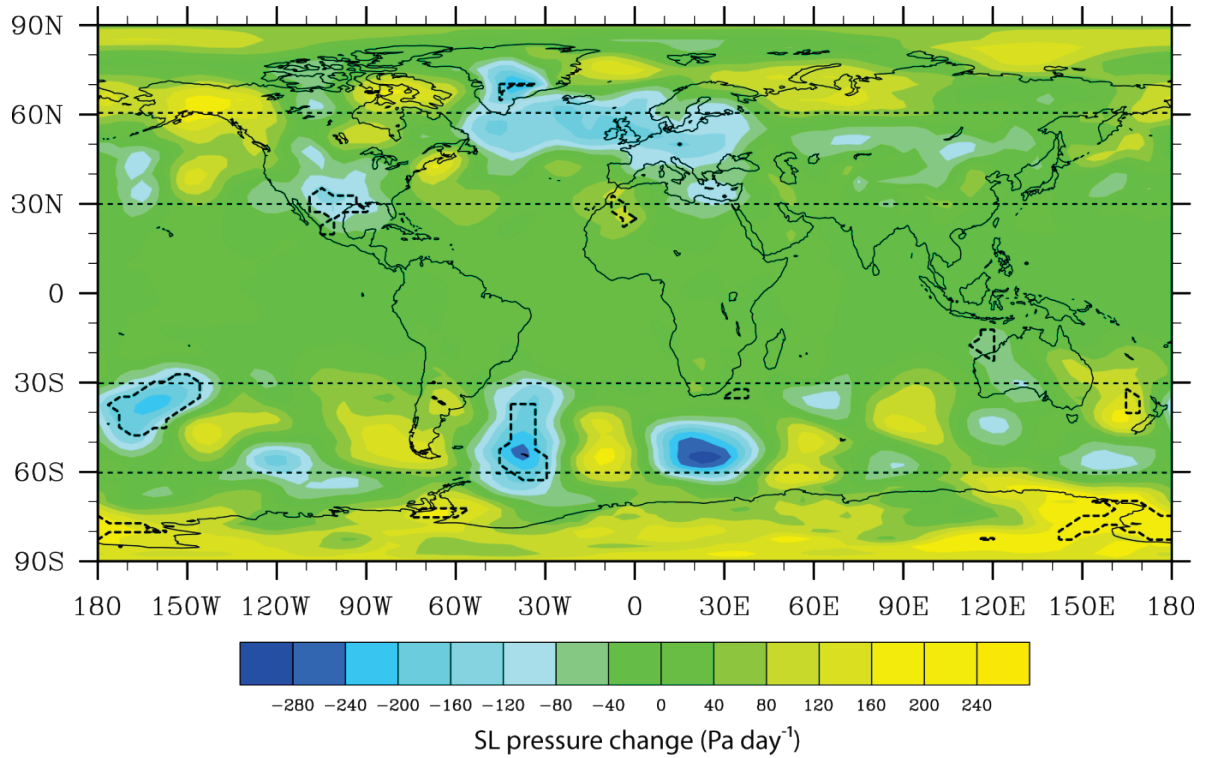 90N
60N
30N
0
30S
60S
90S
180 150W 120W 90W 60W 30W 0 30E 60E 90E 120E 150E 180
−280 −240 −200 −160 −120 −80 −40 0 40 80 120 160 200 240
SL pressure change (Pa day⁻¹)